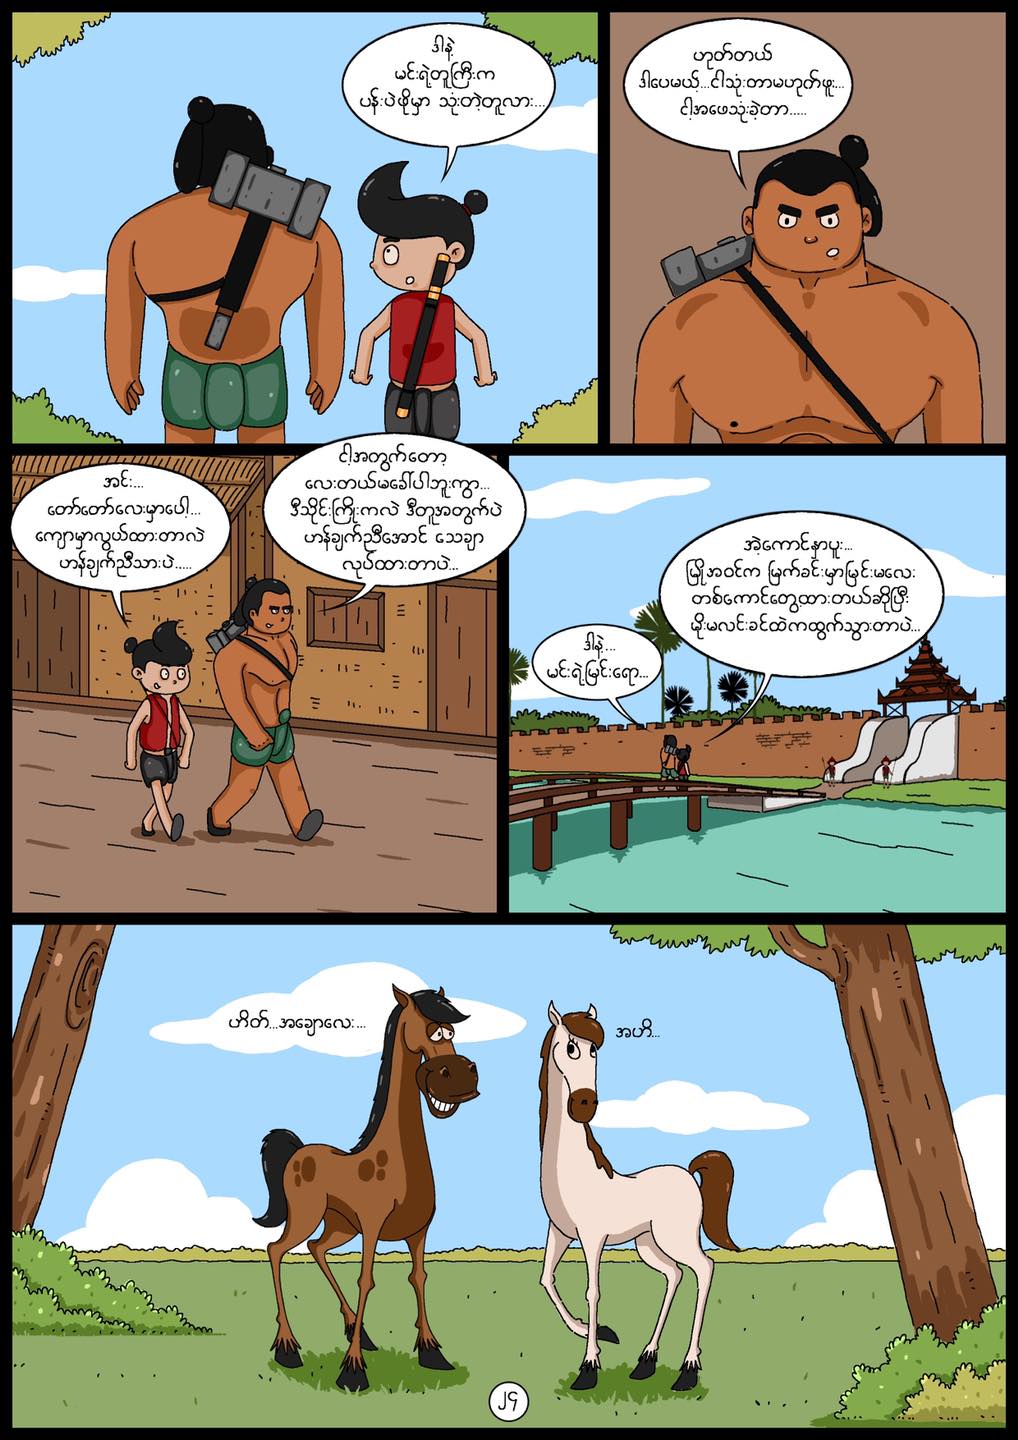 ဒါနဲ့
မင်းရဲ့တူကြီးက
ပန်းပဲဖိုမှာ သုံးတဲ့တူလား...
ဟုတ်တယ်
ဒါပေမယ့်...ငါသုံးတာမဟုတ်ဖူး...
ငါ့အဖေသုံးခဲ့တာ.....
အင်း...
တော်တော်လေးမှာပေါ့...
ကျောမှာလွယ်ထားတာလဲ
ဟန်ချက်ညီသားပဲ.....
ငါ့အတွက်တော့
လေးတယ်မခေါ်ပါဘူးကွာ...
ဒီသိုင်းကြိုးကလဲ ဒီတူအတွက်ပဲ
ဟန်ချက်ညီအောင် သေချာ
လုပ်ထားတာပဲ...
ဒါနဲ့...
မင်းရဲ့မြင်းရော...
အဲ့ကောင်နှာပူး...
မြို့အဝင်က မြက်ခင်းမှာမြင်းမလေး
တစ်ကောင်တွေ့ထားတယ်ဆိုပြီး
မိုးမလင်းခင်ထဲကထွက်သွားတာပဲ...
ဟိတ်...အချောလေး...
အဟိ...
၂၄